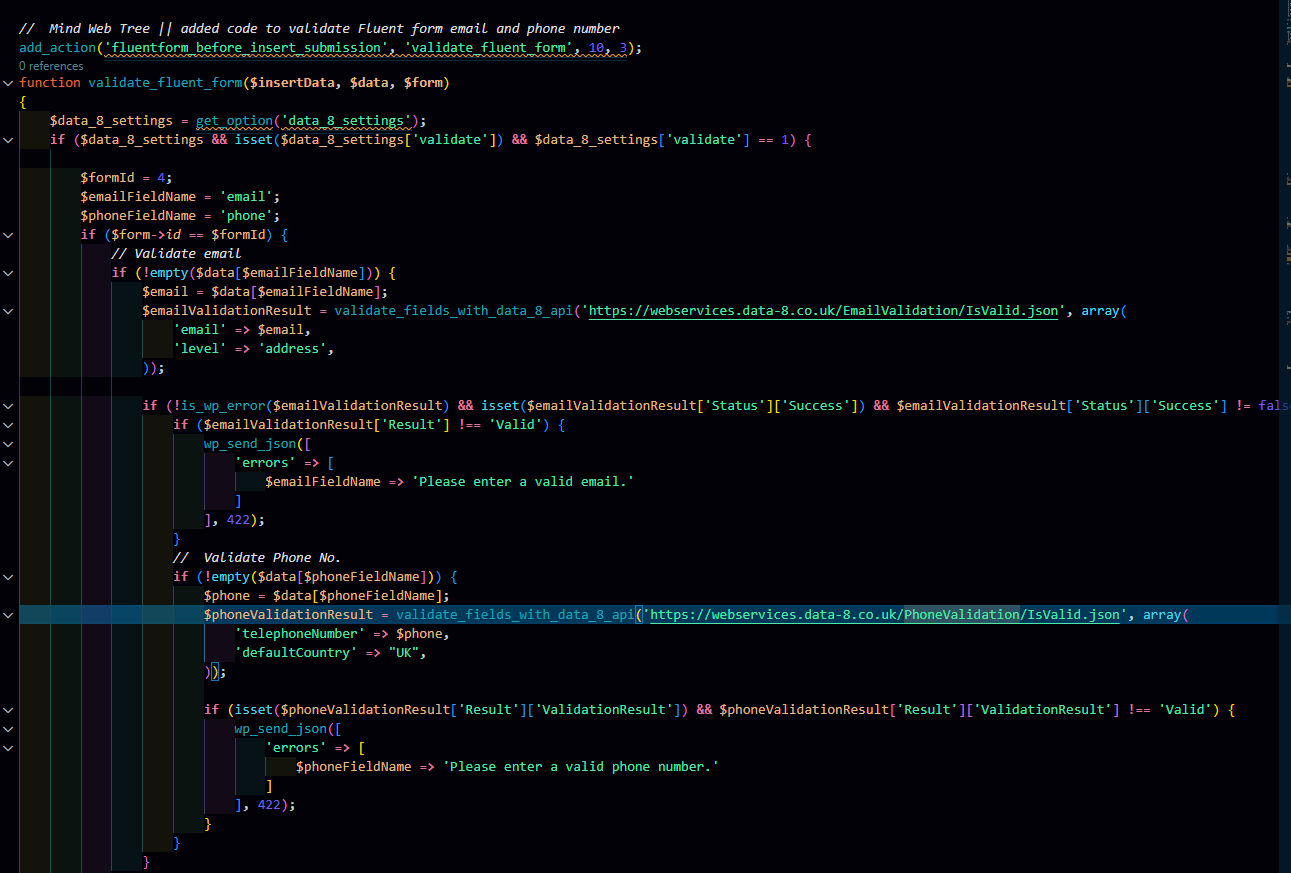 //  Mind Web Tree || added code to validate Fluent form email and phone number
add_action('fluentform_before_insert_submission', 'validate_fluent_form', 10, 3);
0 references
function validate_fluent_form($insertData, $data, $form)
{
    $data_8_settings = get_option('data_8_settings');
    if ($data_8_settings && isset($data_8_settings['validate']) && $data_8_settings['validate'] == 1) {
        $formId = 4;
        $emailFieldName = 'email';
        $phoneFieldName = 'phone';
        if ($form->id == $formId) {
            // Validate email
            if (!empty($data[$emailFieldName])) {
                $email = $data[$emailFieldName];
                $emailValidationResult = validate_fields_with_data_8_api('https://webservices.data-8.co.uk/EmailValidation/IsValid.json', array(
                    'email' => $email,
                    'level' => 'address',
                ));
                if (!is_wp_error($emailValidationResult) && isset($emailValidationResult['Status']['Success']) && $emailValidationResult['Status']['Success'] != fals
                    if ($emailValidationResult['Result'] !== 'Valid') {
                        wp_send_json([
                            'errors' => [
                                $emailFieldName => 'Please enter a valid email.'
                            ]
                        ], 422);
                    }
                    //  Validate Phone No.
                    if (!empty($data[$phoneFieldName])) {
                        $phone = $data[$phoneFieldName];
                        $phoneValidationResult = validate_fields_with_data_8_api('https://webservices.data-8.co.uk/PhoneValidation/IsValid.json', array(
                            'telephoneNumber' => $phone,
                            'defaultCountry' => "UK",
                        ));
                        if (isset($phoneValidationResult['Result']['ValidationResult']) && $phoneValidationResult['Result']['ValidationResult'] !== 'Valid') {
                            wp_send_json([
                                'errors' => [
                                    $phoneFieldName => 'Please enter a valid phone number.'
                                ]
                            ], 422);
                        }
                    }
                }